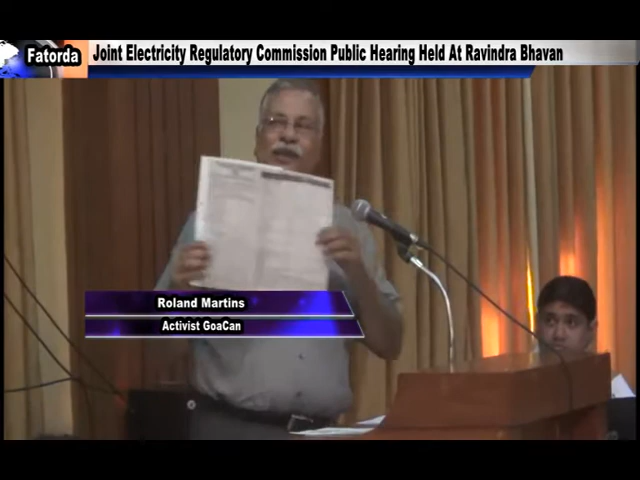 Fatorda
Joint Electricity Regulatory Commission Public Hearing Held At Ravindra Bhavan
Roland Martins
Activist GoaCan